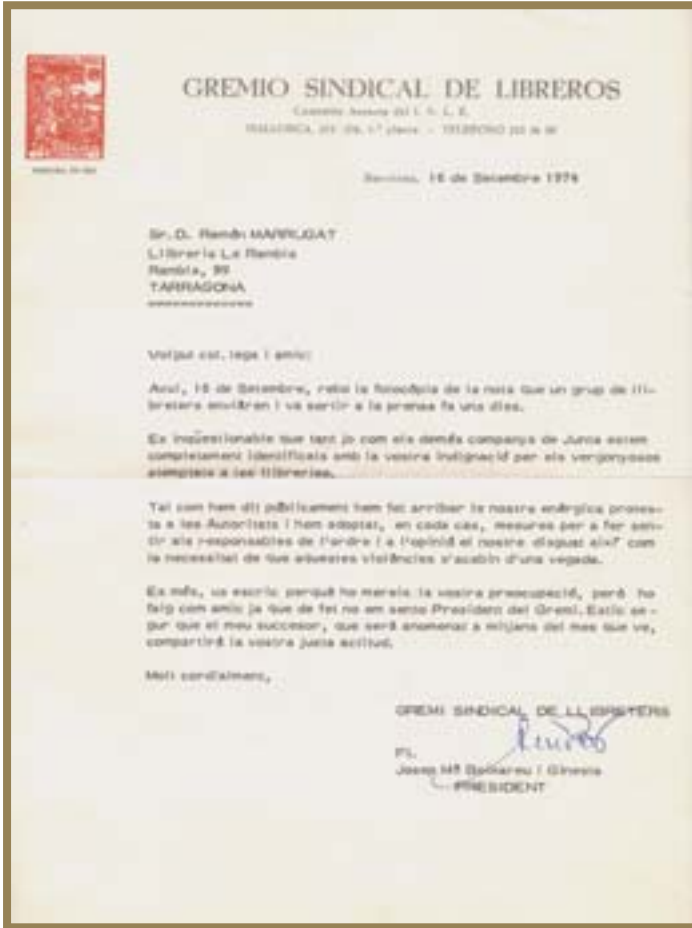 GREMIO SINDICAL DE LIBREROS
Barcelona, 16 de Setembre 1974
Sr. D. Ramón MARRUGAT
Llibreria La Rambla
Rambla, 99
TARRAGONA
Volgut col.lega i amic:
Avui, 16 de Setembre, rebo la fotocòpia de la nota que un grup de lli-
breters enviàren i va sortir a la premsa fa uns dies.
Es inqüestionable que tant jo com els demés companys de Junta estem
completament identificats amb la vostra indignació per els vergonyosos
atemptats a les llibreries.
Tal com hem dit públicament hem fet arribar la nostra enèrgica protes-
ta a les Autoritats i hem adoptat, en cada cas, mesures per a fer sen-
tir els responsables de l'ordre i a l'opinió el nostre disgust així com
la necessitat de que aquestes violències s'acabin d'una vegada.
Es més, us escric perquè ho mereix la vostra preocupació, però ho
faig com amic ja que de fet no em sento President del Gremi. Estic se-
gur que el meu successor, que serà anomenat a mitjans del mes que ve,
compartirà la vostra justa actitud.
Molt cordialment,
GREMI SINDICAL DE LLIBRETERS
Josep Mª Boixareu i Ginesta
PRESIDENT